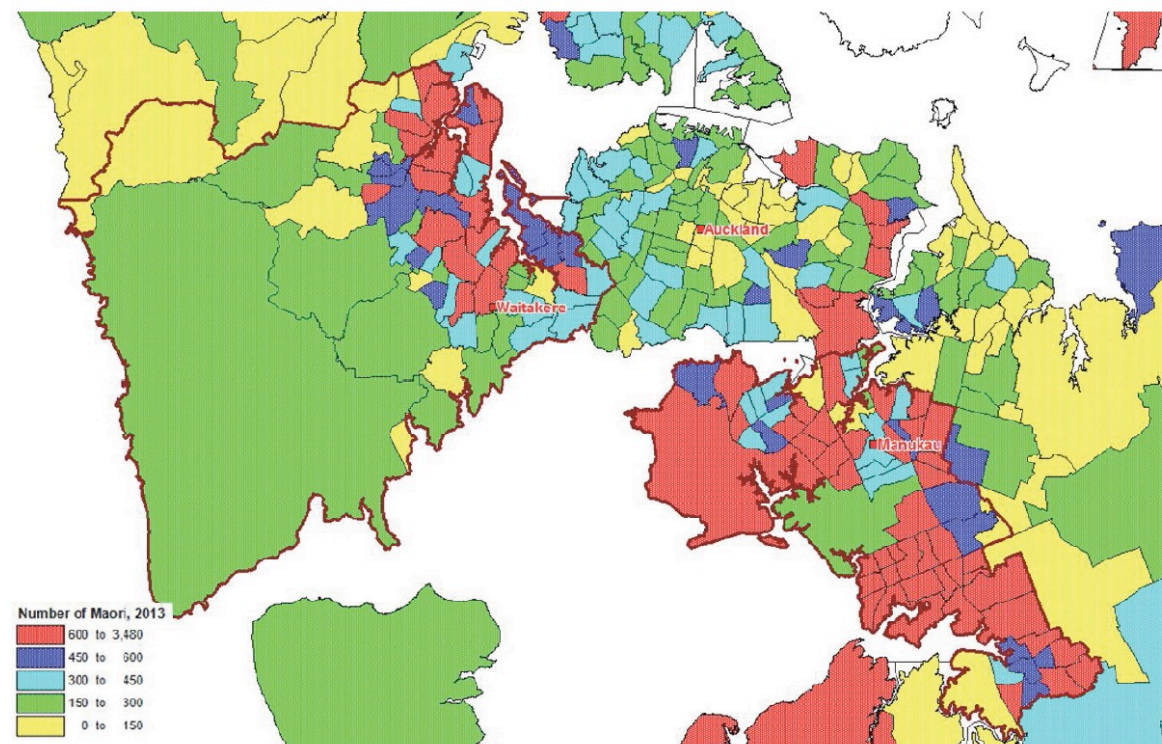 Auckland
Waitakere
Manukau
Number of Maori, 2013
600 to 3,480
450 to 600
300 to 450
150 to 300
0 to 150